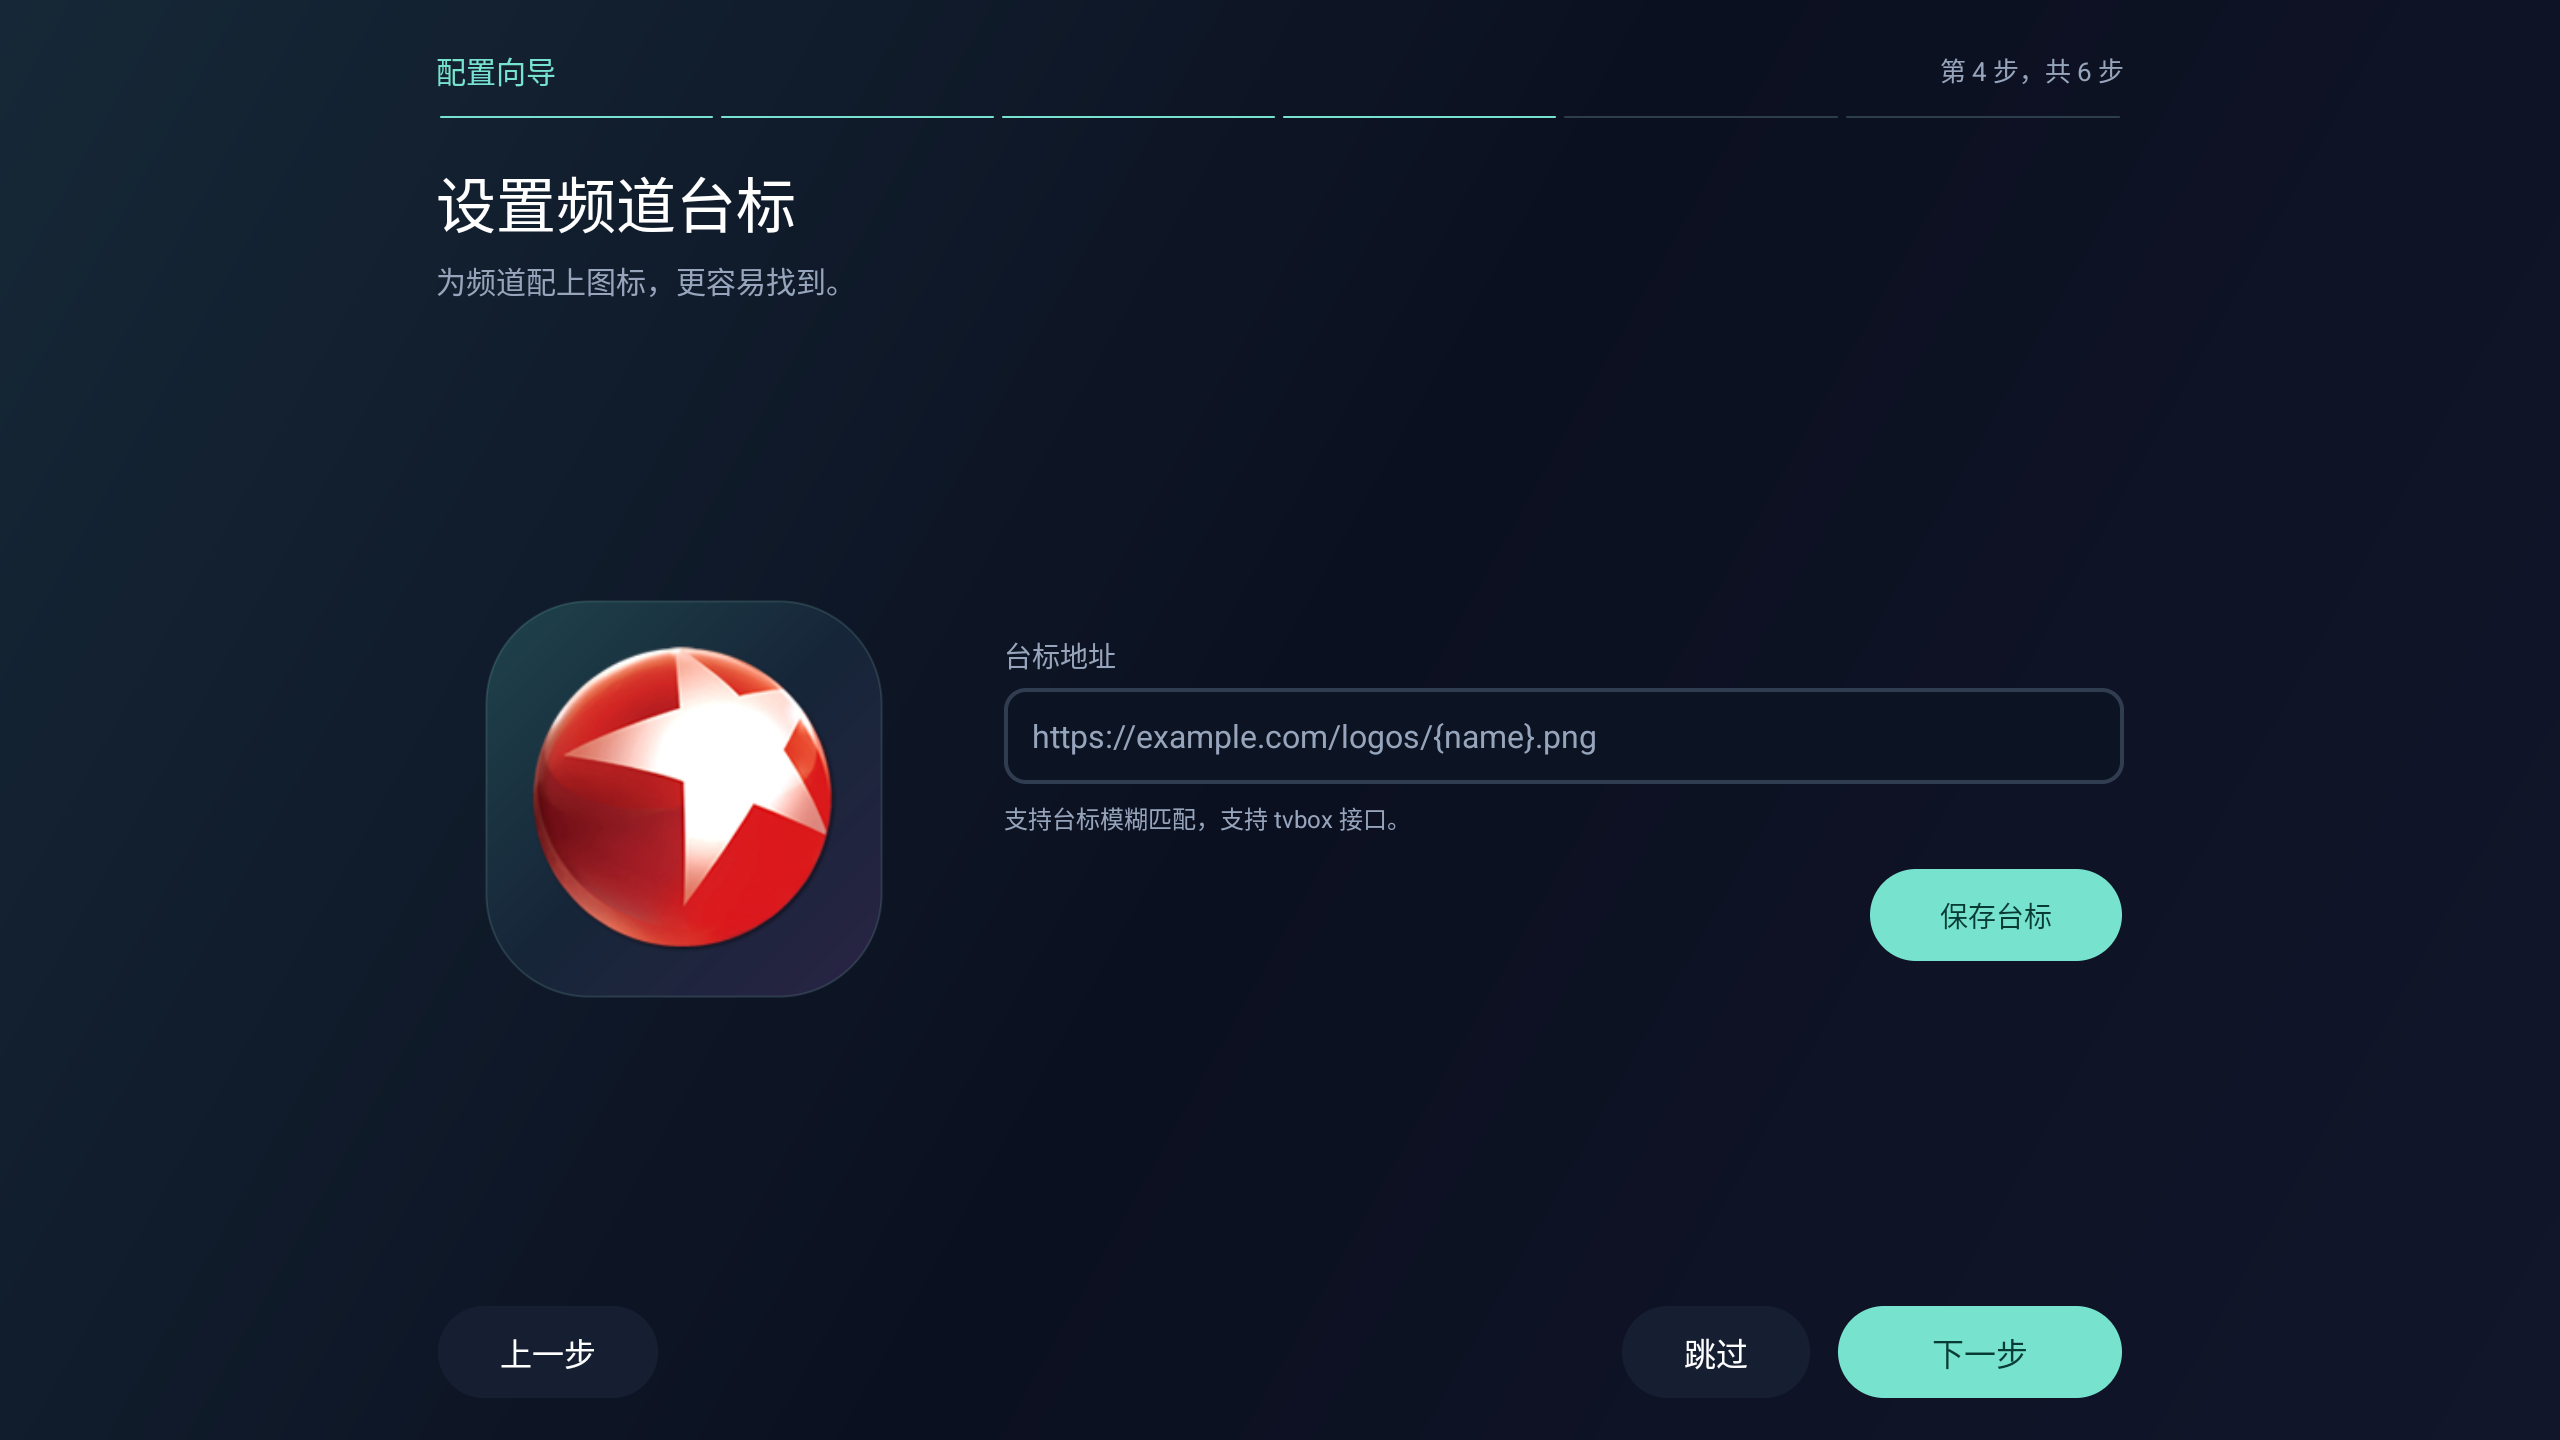 配置向导
第 4 步，共 6 步
设置频道台标
为频道配上图标，更容易找到。
台标地址
https://example.com/logos/{name}.png
支持台标模糊匹配，支持 tvbox 接口。
保存台标
上一步
跳过
下一步